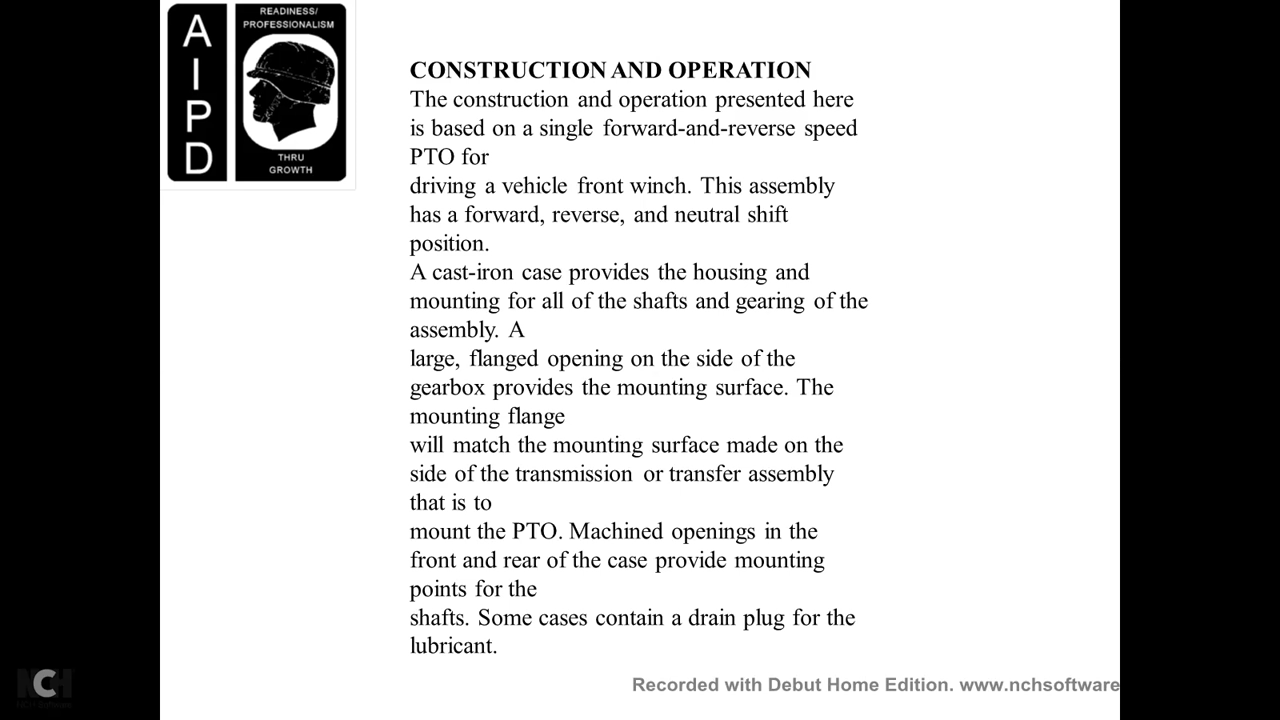 A
I
P
D
READINESS/
PROFESSIONALISM
THRU
GROWTH
CONSTRUCTION AND OPERATION
The construction and operation presented here
is based on a single forward-and-reverse speed
PTO for
driving a vehicle front winch. This assembly
has a forward, reverse, and neutral shift
position.
A cast-iron case provides the housing and
mounting for all of the shafts and gearing of the
assembly. A
large, flanged opening on the side of the
gearbox provides the mounting surface. The
mounting flange
will match the mounting surface made on the
side of the transmission or transfer assembly
that is to
mount the PTO. Machined openings in the
front and rear of the case provide mounting
points for the
shafts. Some cases contain a drain plug for the
lubricant.
NCH
NCH Software
Recorded with Debut Home Edition. www.nchsoftware